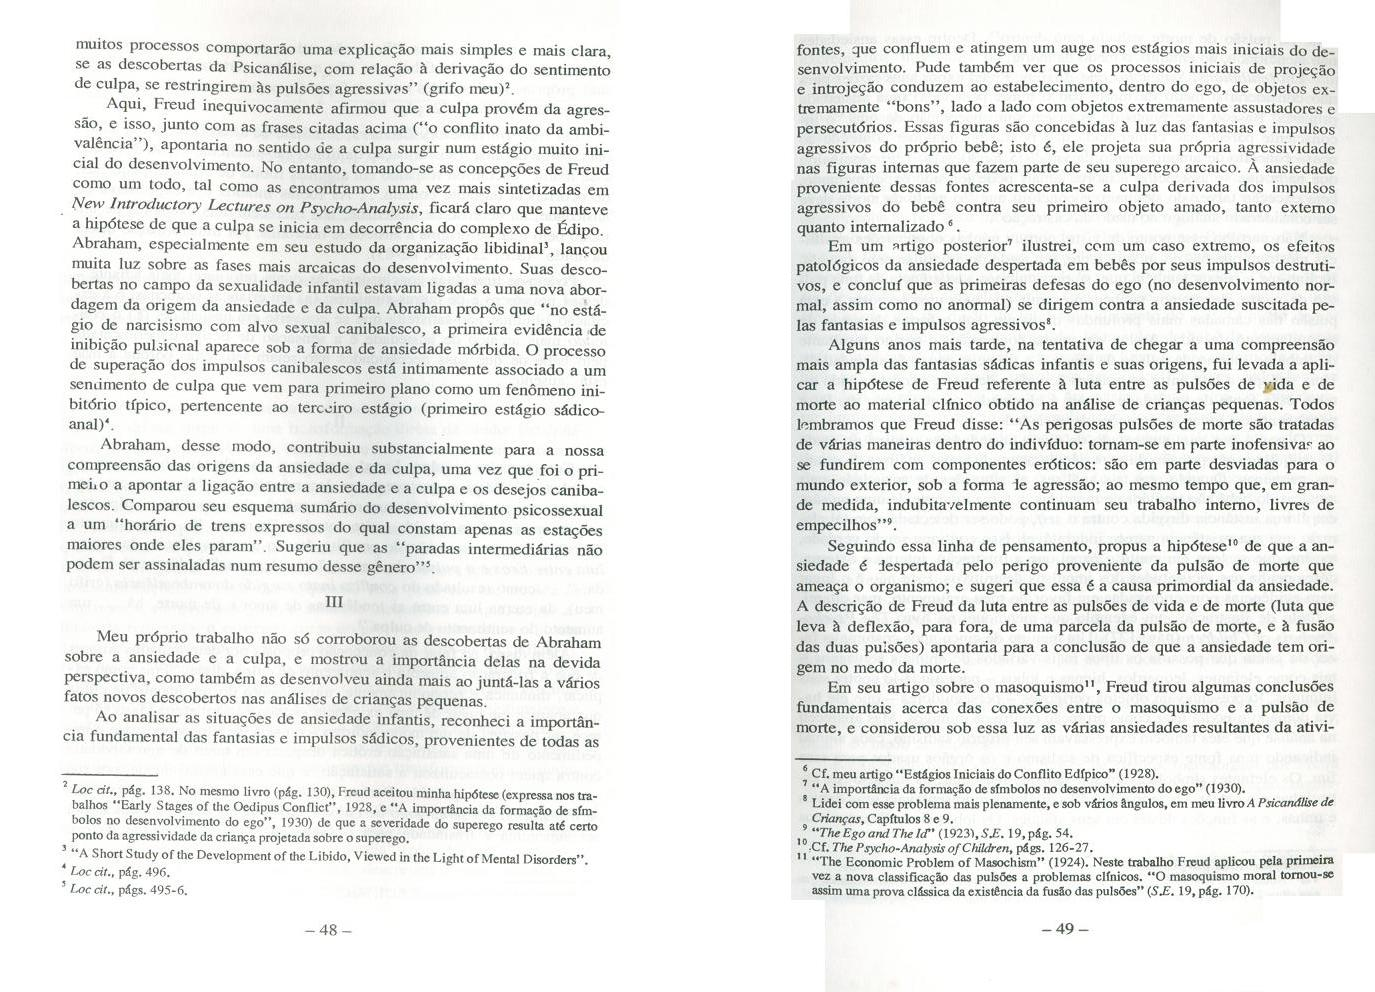 muitos processos comportarão uma explicação mais simples e mais clara,
se as descobertas da Psicanálise, com relação à derivação do sentimento
de culpa, se restringirem às pulsões agressivas” (grifo meu)².
Aqui, Freud inequivocamente afirmou que a culpa provém da agres-
são, e isso, junto com as frases citadas acima (“o conflito inato da ambi-
valência”), apontaria no sentido de a culpa surgir num estágio muito ini-
cial do desenvolvimento. No entanto, tomando-se as concepções de Freud
como um todo, tal como as encontramos uma vez mais sintetizadas em
New Introductory Lectures on Psycho-Analysis, ficará claro que manteve
a hipótese de que a culpa se inicia em decorrência do complexo de Édipo.
Abraham, especialmente em seu estudo da organização libidinal³, lançou
muita luz sobre as fases mais arcaicas do desenvolvimento. Suas desco-
bertas no campo da sexualidade infantil estavam ligadas a uma nova abor-
dagem da origem da ansiedade e da culpa. Abraham propôs que “no está-
gio de narcisismo com alvo sexual canibalesco, a primeira evidência de
inibição pulsional aparece sob a forma de ansiedade mórbida. O processo
de superação dos impulsos canibalescos está intimamente associado a um
sentimento de culpa que vem para primeiro plano como um fenômeno ini-
bitório típico, pertencente ao terceiro estágio (primeiro estágio sádico-
anal)⁴.
Abraham, desse modo, contribuiu substancialmente para a nossa
compreensão das origens da ansiedade e da culpa, uma vez que foi o pri-
meiro a apontar a ligação entre a ansiedade e a culpa e os desejos caniba-
lescos. Comparou seu esquema sumário do desenvolvimento psicossexual
a um “horário de trens expressos do qual constam apenas as estações
maiores onde eles param”. Sugeriu que as “paradas intermediárias não
podem ser assinaladas num resumo desse gênero”⁵.
III
Meu próprio trabalho não só corroborou as descobertas de Abraham
sobre a ansiedade e a culpa, e mostrou a importância delas na devida
perspectiva, como também as desenvolveu ainda mais ao juntá-las a vários
fatos novos descobertos nas análises de crianças pequenas.
Ao analisar as situações de ansiedade infantis, reconheci a importân-
cia fundamental das fantasias e impulsos sádicos, provenientes de todas as
² Loc cit., pág. 138. No mesmo livro (pág. 130), Freud aceitou minha hipótese (expressa nos tra-
balhos “Early Stages of the Oedipus Conflict”, 1928, e “A importância da formação de sím-
bolos no desenvolvimento do ego”, 1930) de que a severidade do superego resulta até certo
ponto da agressividade da criança projetada sobre o superego.
³ “A Short Study of the Development of the Libido, Viewed in the Light of Mental Disorders”.
⁴ Loc cit., pág. 496.
⁵ Loc cit., págs. 495-6.
– 48 –
fontes, que confluem e atingem um auge nos estágios mais iniciais do de-
senvolvimento. Pude também ver que os processos iniciais de projeção
e introjeção conduzem ao estabelecimento, dentro do ego, de objetos ex-
tremamente “bons”, lado a lado com objetos extremamente assustadores e
persecutórios. Essas figuras são concebidas à luz das fantasias e impulsos
agressivos do próprio bebê; isto é, ele projeta sua própria agressividade
nas figuras internas que fazem parte de seu superego arcaico. À ansiedade
proveniente dessas fontes acrescenta-se a culpa derivada dos impulsos
agressivos do bebê contra seu primeiro objeto amado, tanto externo
quanto internalizado ⁶.
Em um artigo posterior⁷ ilustrei, com um caso extremo, os efeitos
patológicos da ansiedade despertada em bebês por seus impulsos destruti-
vos, e concluí que as primeiras defesas do ego (no desenvolvimento nor-
mal, assim como no anormal) se dirigem contra a ansiedade suscitada pe-
las fantasias e impulsos agressivos⁸.
Alguns anos mais tarde, na tentativa de chegar a uma compreensão
mais ampla das fantasias sádicas infantis e suas origens, fui levada a apli-
car a hipótese de Freud referente à luta entre as pulsões de vida e de
morte ao material clínico obtido na análise de crianças pequenas. Todos
lembramos que Freud disse: “As perigosas pulsões de morte são tratadas
de várias maneiras dentro do indivíduo: tornam-se em parte inofensivas ao
se fundirem com componentes eróticos: são em parte desviadas para o
mundo exterior, sob a forma de agressão; ao mesmo tempo que, em gran-
de medida, indubitavelmente continuam seu trabalho interno, livres de
empecilhos”⁹.
Seguindo essa linha de pensamento, propus a hipótese¹⁰ de que a an-
siedade é despertada pelo perigo proveniente da pulsão de morte que
ameaça o organismo; e sugeri que essa é a causa primordial da ansiedade.
A descrição de Freud da luta entre as pulsões de vida e de morte (luta que
leva à deflexão, para fora, de uma parcela da pulsão de morte, e à fusão
das duas pulsões) apontaria para a conclusão de que a ansiedade tem ori-
gem no medo da morte.
Em seu artigo sobre o masoquismo¹¹, Freud tirou algumas conclusões
fundamentais acerca das conexões entre o masoquismo e a pulsão de
morte, e considerou sob essa luz as várias ansiedades resultantes da ativi-
⁶ Cf. meu artigo “Estágios Iniciais do Conflito Edípico” (1928).
⁷ “A importância da formação de símbolos no desenvolvimento do ego” (1930).
⁸ Lidei com esse problema mais plenamente, e sob vários ângulos, em meu livro A Psicanálise de
Crianças, Capítulos 8 e 9.
⁹ “The Ego and The Id” (1923), S.E. 19, pág. 54.
¹⁰ Cf. The Psycho-Analysis of Children, págs. 126-27.
¹¹ “The Economic Problem of Masochism” (1924). Neste trabalho Freud aplicou pela primeira
vez a nova classificação das pulsões a problemas clínicos. “O masoquismo moral tornou-se
assim uma prova clássica da existência da fusão das pulsões” (S.E. 19, pág. 170).
– 49 –